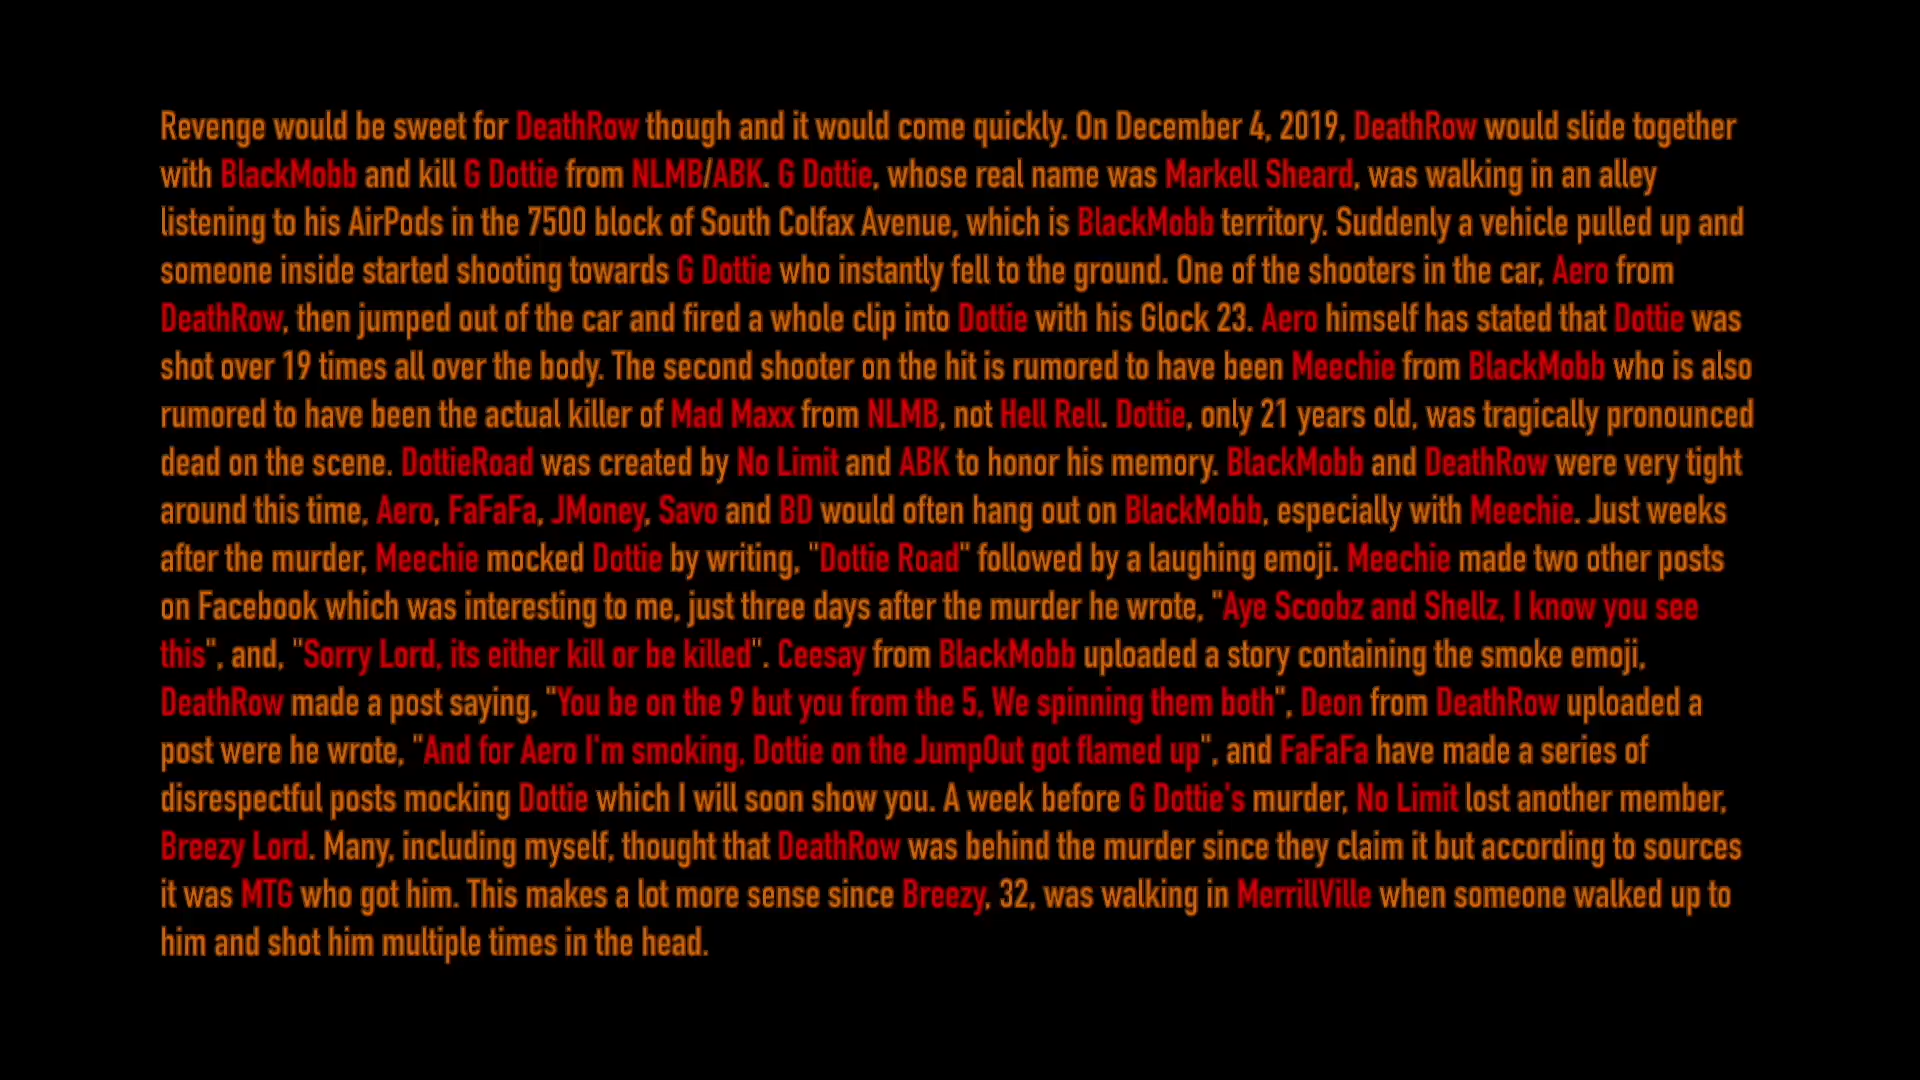 Revenge would be sweet for DeathRow though and it would come quickly. On December 4, 2019, DeathRow would slide together
with BlackMobb and kill G Dottie from NLMB/ABK. G Dottie, whose real name was Markell Sheard, was walking in an alley
listening to his AirPods in the 7500 block of South Colfax Avenue, which is BlackMobb territory. Suddenly a vehicle pulled up and
someone inside started shooting towards G Dottie who instantly fell to the ground. One of the shooters in the car, Aero from
DeathRow, then jumped out of the car and fired a whole clip into Dottie with his Glock 23. Aero himself has stated that Dottie was
shot over 19 times all over the body. The second shooter on the hit is rumored to have been Meechie from BlackMobb who is also
rumored to have been the actual killer of Mad Maxx from NLMB, not Hell Rell. Dottie, only 21 years old, was tragically pronounced
dead on the scene. DottieRoad was created by No Limit and ABK to honor his memory. BlackMobb and DeathRow were very tight
around this time, Aero, FaFaFa, JMoney, Savo and BD would often hang out on BlackMobb, especially with Meechie. Just weeks
after the murder, Meechie mocked Dottie by writing, "Dottie Road" followed by a laughing emoji. Meechie made two other posts
on Facebook which was interesting to me, just three days after the murder he wrote, "Aye Scoobz and Shellz, I know you see
this", and, "Sorry Lord, its either kill or be killed". Ceesay from BlackMobb uploaded a story containing the smoke emoji,
DeathRow made a post saying, "You be on the 9 but you from the 5, We spinning them both", Deon from DeathRow uploaded a
post were he wrote, "And for Aero I'm smoking, Dottie on the JumpOut got flamed up", and FaFaFa have made a series of
disrespectful posts mocking Dottie which I will soon show you. A week before G Dottie's murder, No Limit lost another member,
Breezy Lord. Many, including myself, thought that DeathRow was behind the murder since they claim it but according to sources
it was MTG who got him. This makes a lot more sense since Breezy, 32, was walking in MerrillVille when someone walked up to
him and shot him multiple times in the head.